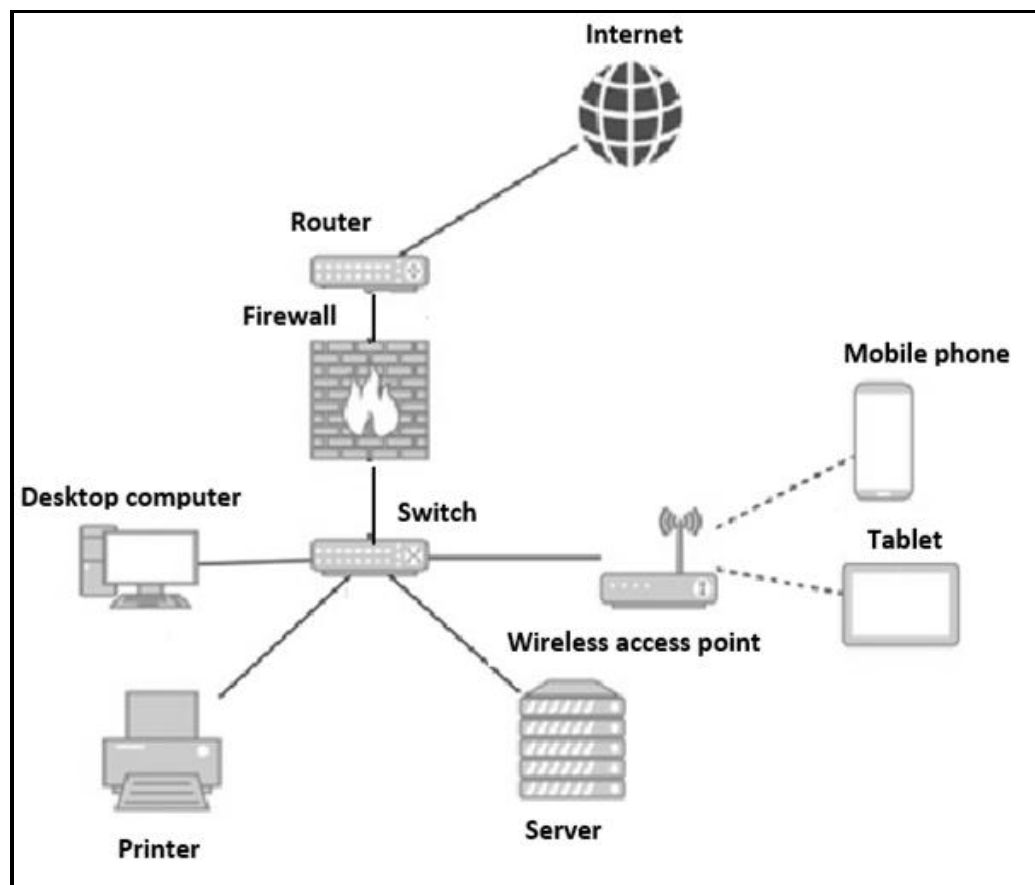 Internet
Router
Firewall
Mobile phone
Desktop computer
Switch
Tablet
Wireless access point
Server
Printer